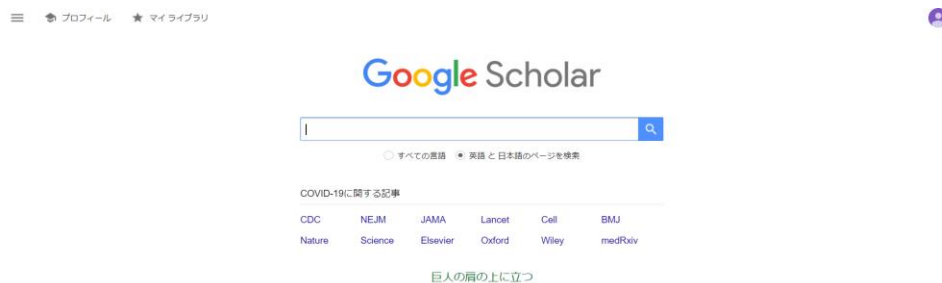 プロフィール ★ マイ ライブラリ
Google Scholar
すべての言語 英語 と 日本語のページを検索
COVID-19に関する記事
CDC NEJM JAMA Lancet Cell BMJ
Nature Science Elsevier Oxford Wiley medRxiv
巨人の肩の上に立つ